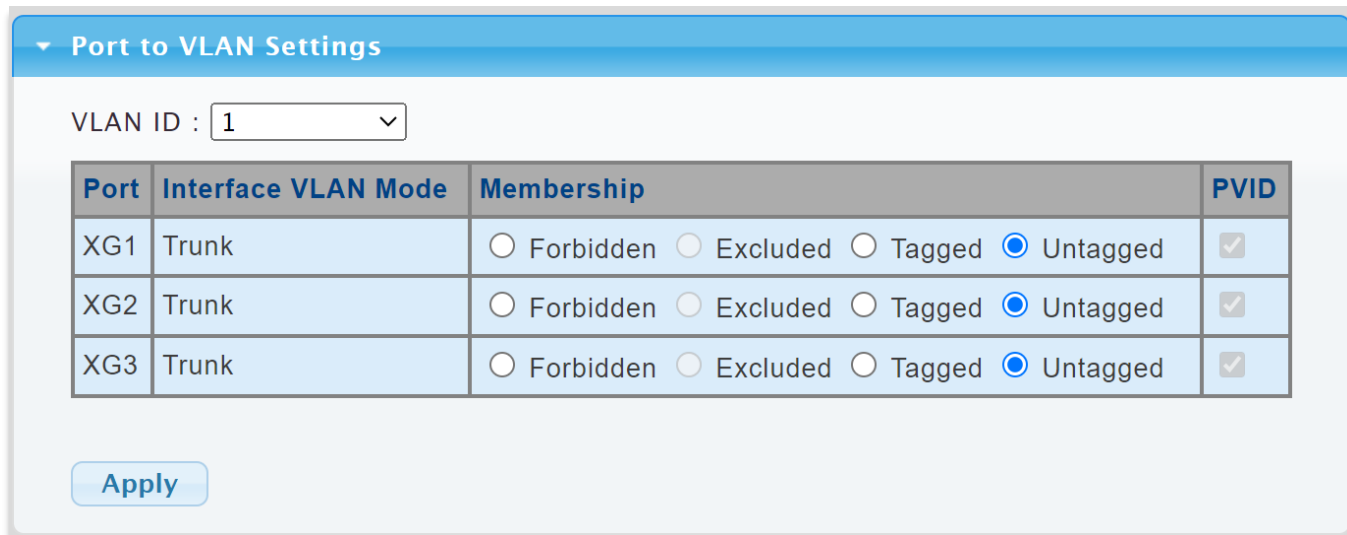 Port to VLAN Settings
VLAN ID : 1
Port Interface VLAN Mode Membership PVID
XG1 Trunk Forbidden Excluded Tagged Untagged
XG2 Trunk Forbidden Excluded Tagged Untagged
XG3 Trunk Forbidden Excluded Tagged Untagged
Apply